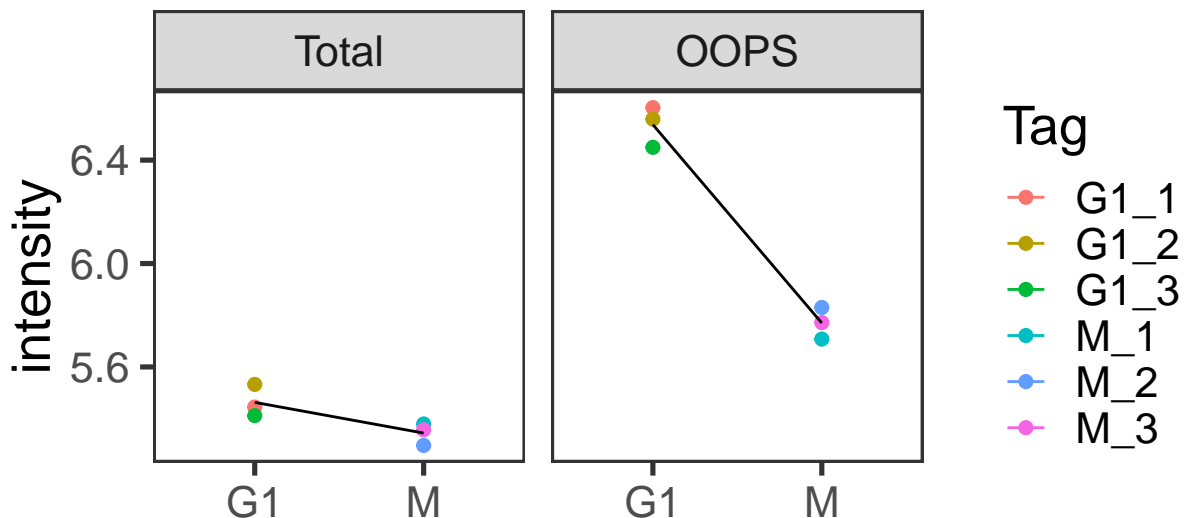 Total
OOPS
intensity
6.4
6.0
5.6
G1
M
G1
M
Tag
G1_1
G1_2
G1_3
M_1
M_2
M_3